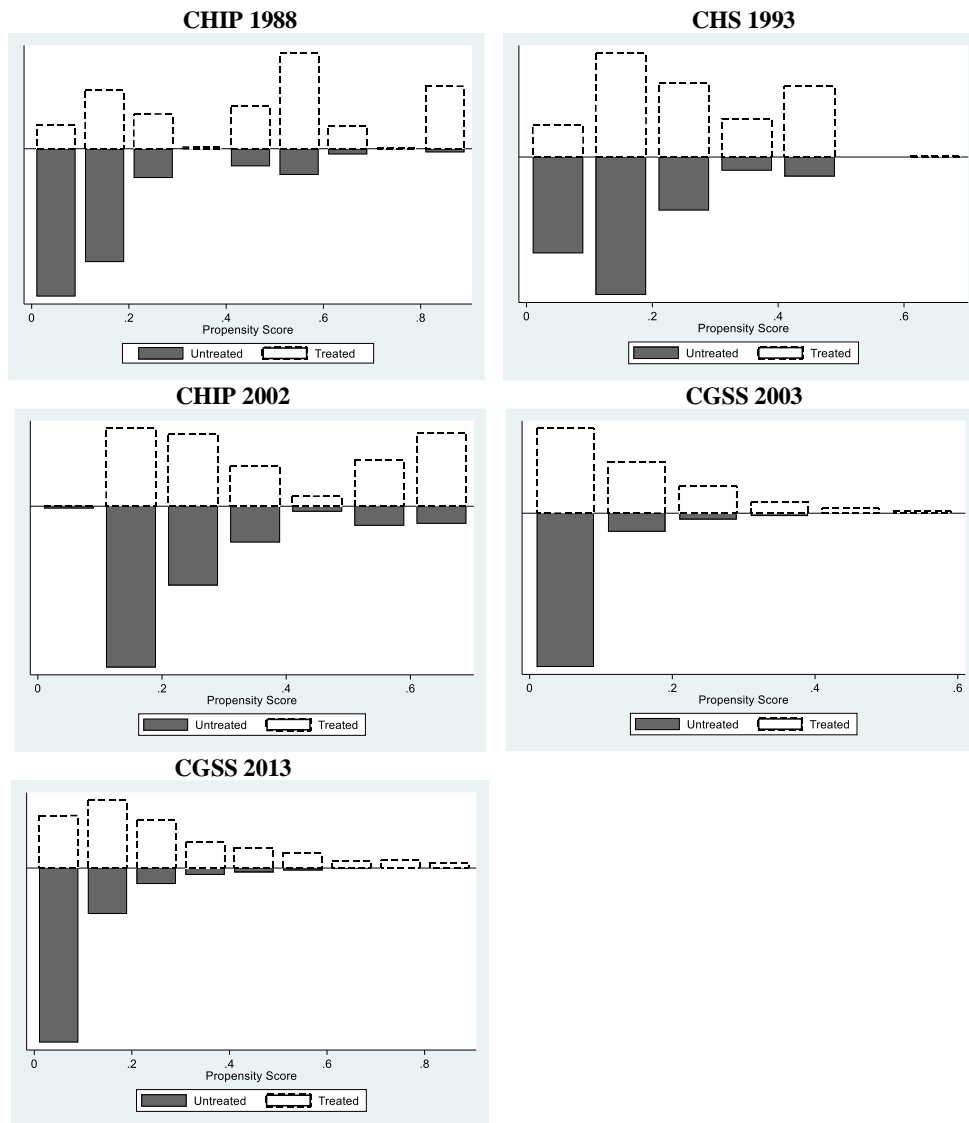 CHIP 1988
0 .2 .4 .6 .8
Propensity Score
Untreated Treated
CHS 1993
0 .2 .4 .6
Propensity Score
Untreated Treated
CHIP 2002
0 .2 .4 .6
Propensity Score
Untreated Treated
CGSS 2003
0 .2 .4 .6
Propensity Score
Untreated Treated
CGSS 2013
0 .2 .4 .6 .8
Propensity Score
Untreated Treated